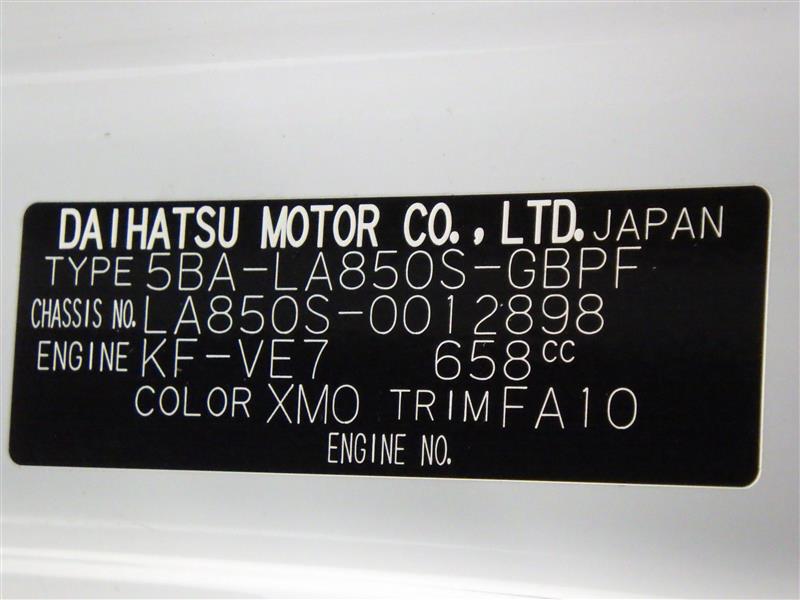 DAIHATSU MOTOR CO., LTD. JAPAN
TYPE 5BA-LA850S-GBPF
CHASSIS NO. LA850S-0012898
ENGINE KF-VE7 658cc
COLOR XM0 TRIM FA10
ENGINE NO.